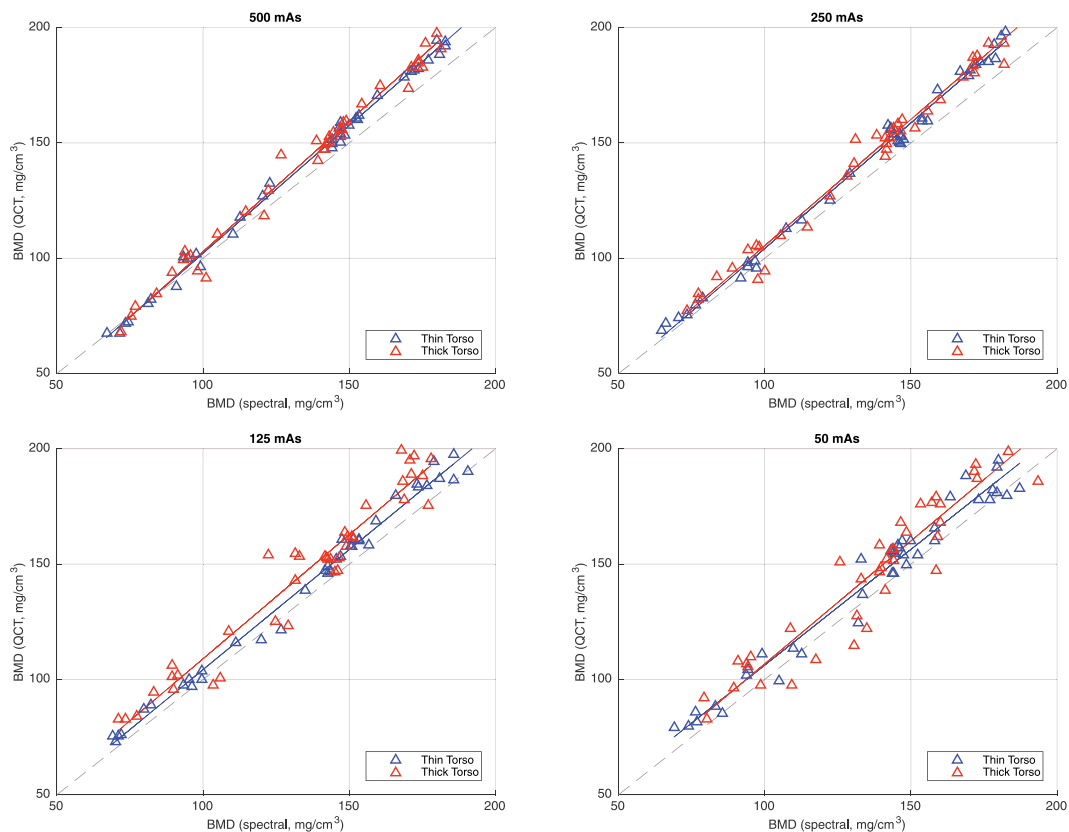 500 mAs
200
150
100
50
BMD (QCT, mg/cm³)
Thin Torso
Thick Torso
50 100 150 200
BMD (spectral, mg/cm³)
250 mAs
200
150
100
50
BMD (QCT, mg/cm³)
Thin Torso
Thick Torso
50 100 150 200
BMD (spectral, mg/cm³)
125 mAs
200
150
100
50
BMD (QCT, mg/cm³)
Thin Torso
Thick Torso
50 100 150 200
BMD (spectral, mg/cm³)
50 mAs
200
150
100
50
BMD (QCT, mg/cm³)
Thin Torso
Thick Torso
50 100 150 200
BMD (spectral, mg/cm³)